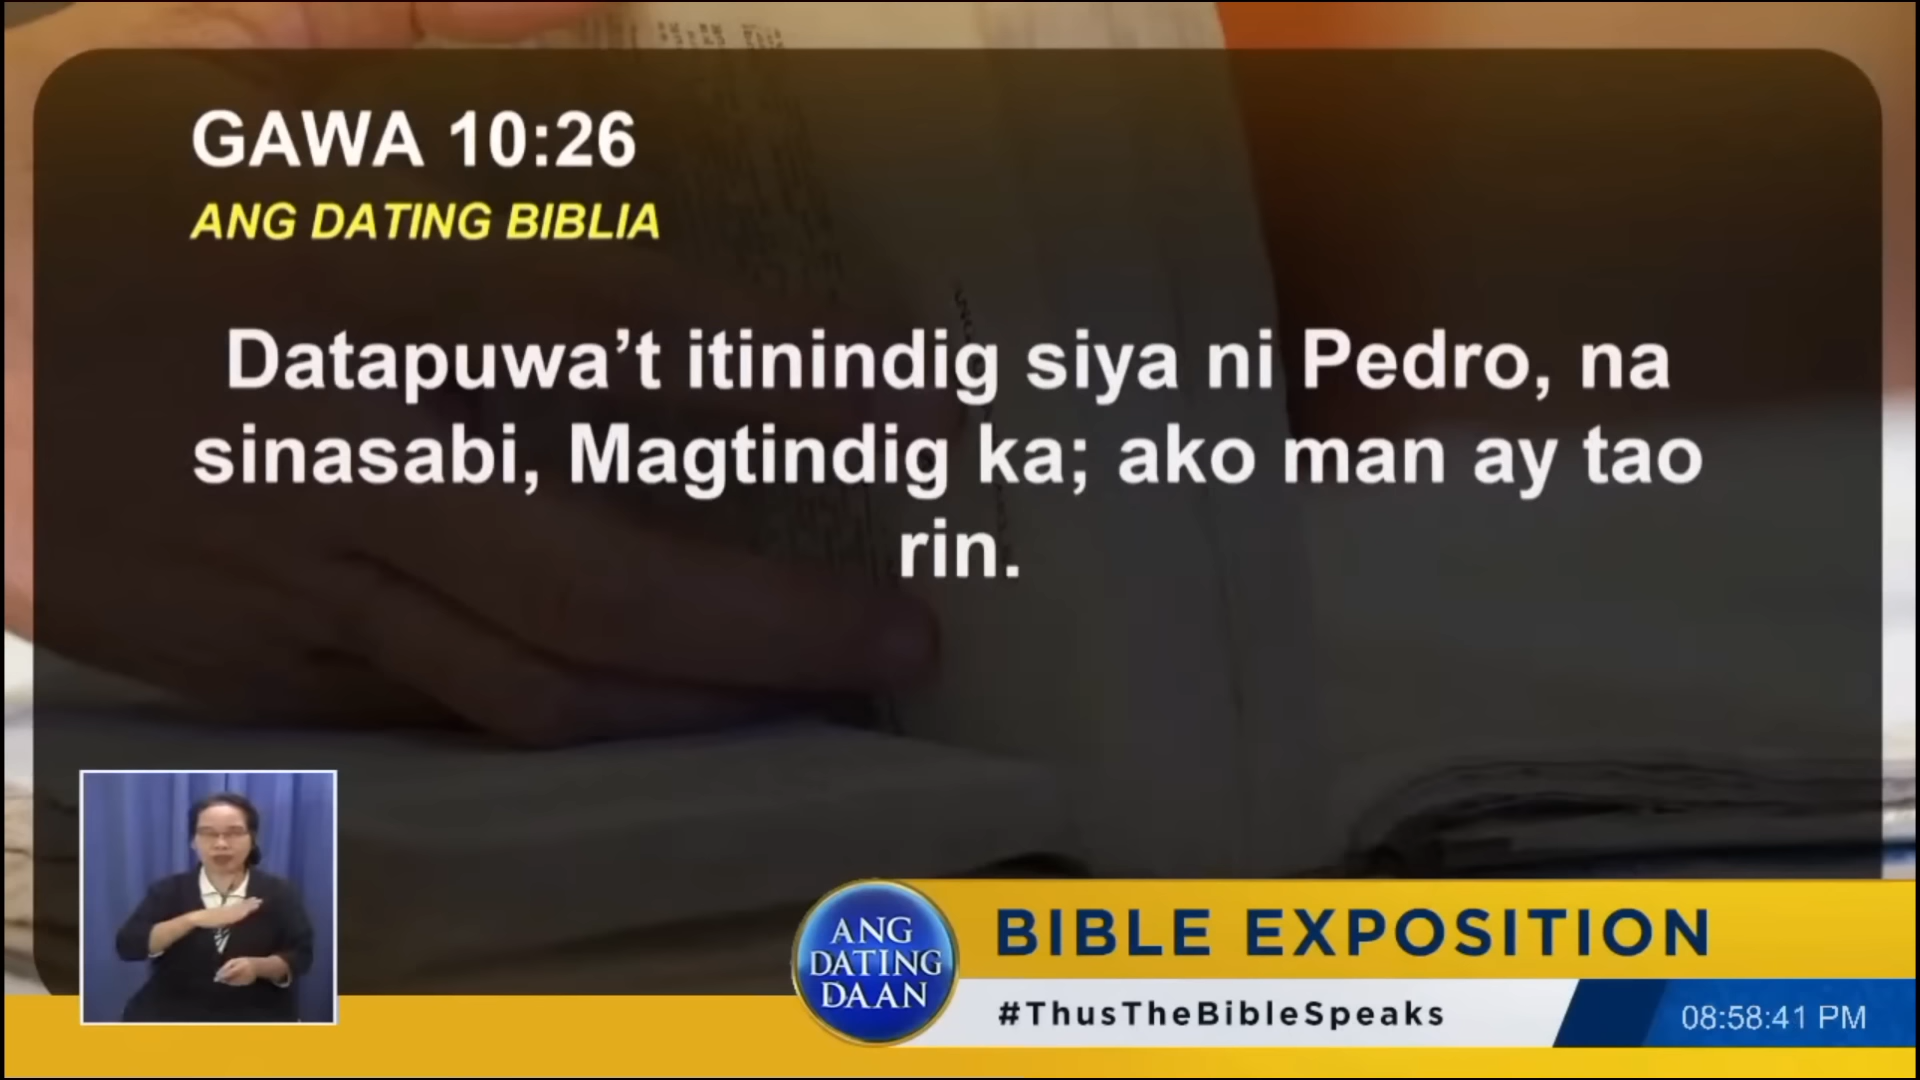 GAWA 10:26
ANG DATING BIBLIA
Datapuwa’t itinindig siya ni Pedro, na
sinasabi, Magtindig ka; ako man ay tao
rin.
ANG
DATING
DAAN
BIBLE EXPOSITION
#ThusTheBibleSpeaks
08:58:41 PM